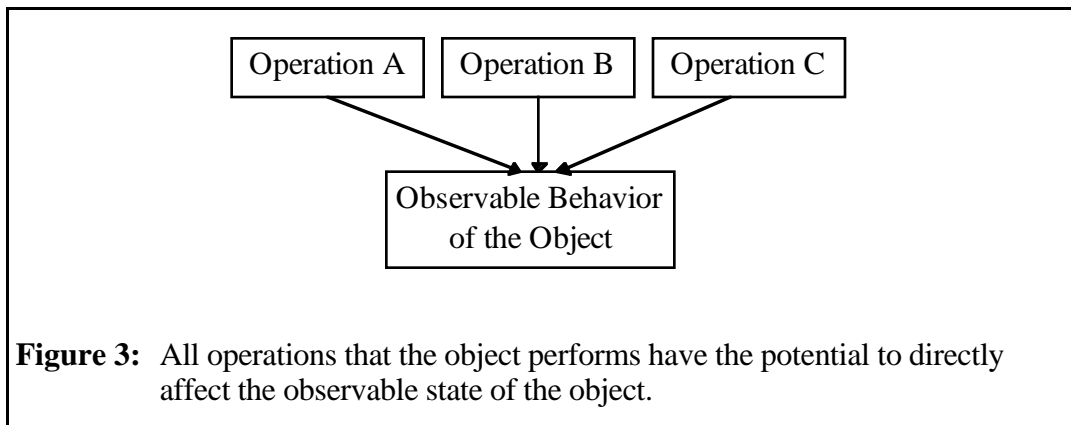 Operation A
Operation B
Operation C
Observable Behavior
of the Object
Figure 3: All operations that the object performs have the potential to directly
affect the observable state of the object.